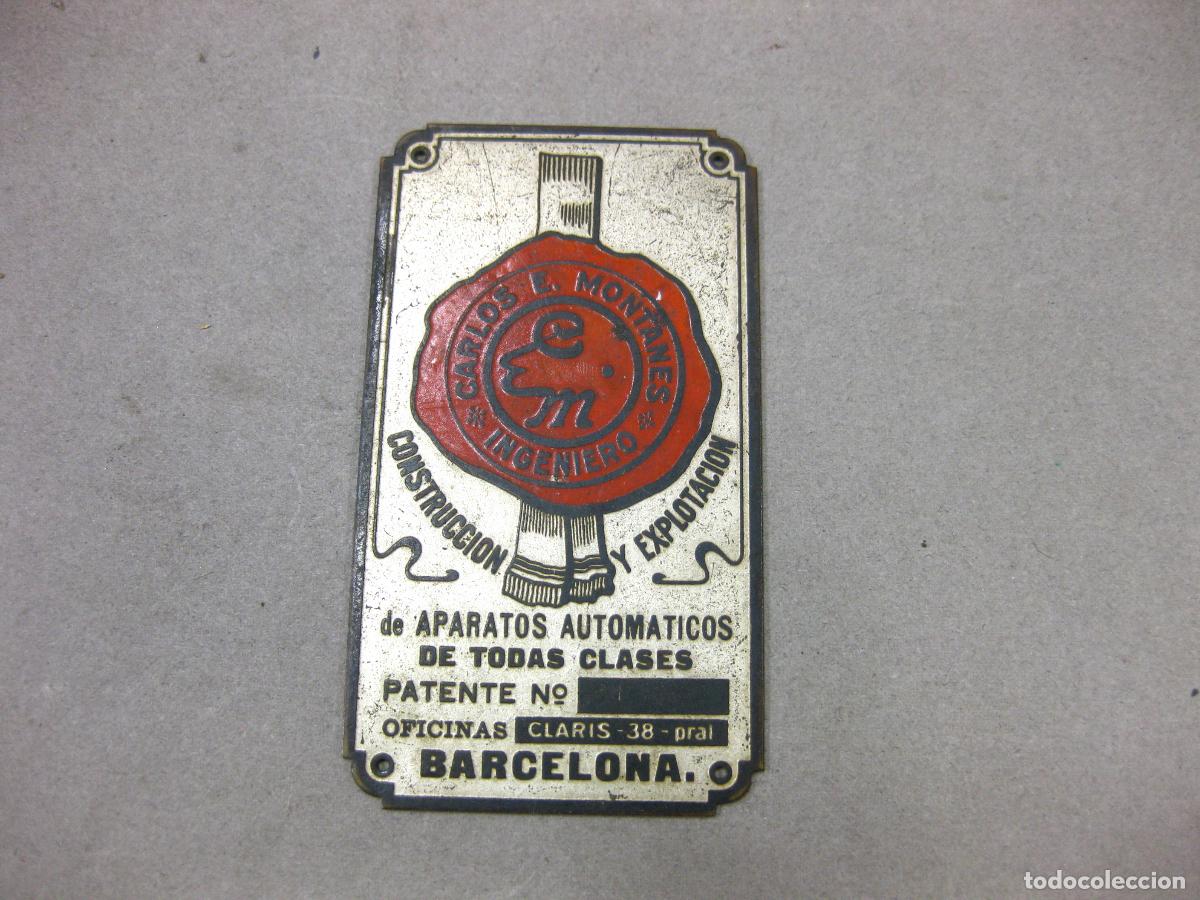 CARLOS E. MONTAÑES
INGENIERO
em
CONSTRUCCION Y EXPLOTACION
de APARATOS AUTOMATICOS
DE TODAS CLASES
PATENTE Nº
OFICINAS CLARIS - 38 - pral
BARCELONA.
todocoleccion